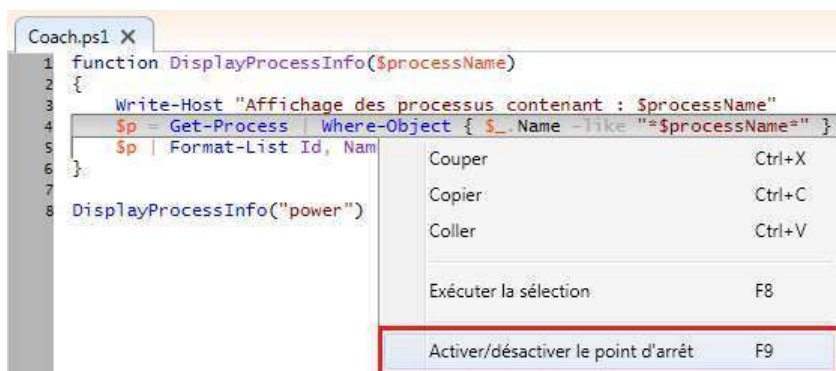 Coach.ps1 X
1 function DisplayProcessInfo($processName)
2 {
3 Write-Host "Affichage des processus contenant : $processName"
4 $p = Get-Process | Where-Object { $_.Name -like "*$processName*" }
5 $p | Format-List Id, Nam
6 }
7
8 DisplayProcessInfo("power")
Couper Ctrl+X
Copier Ctrl+C
Coller Ctrl+V
Exécuter la sélection F8
Activer/désactiver le point d'arrêt F9